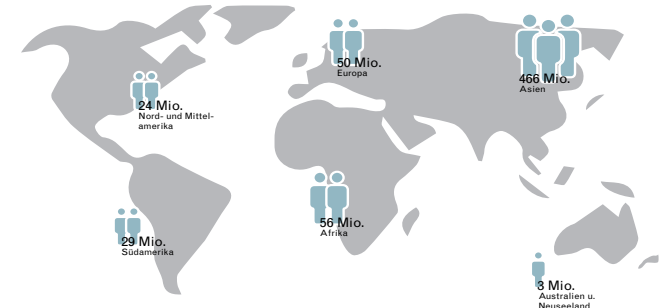 50 Mio.
Europa
466 Mio.
Asien
24 Mio.
Nord- und Mittel-
amerika
56 Mio.
Afrika
29 Mio.
Südamerika
3 Mio.
Australien u.
Neuseeland